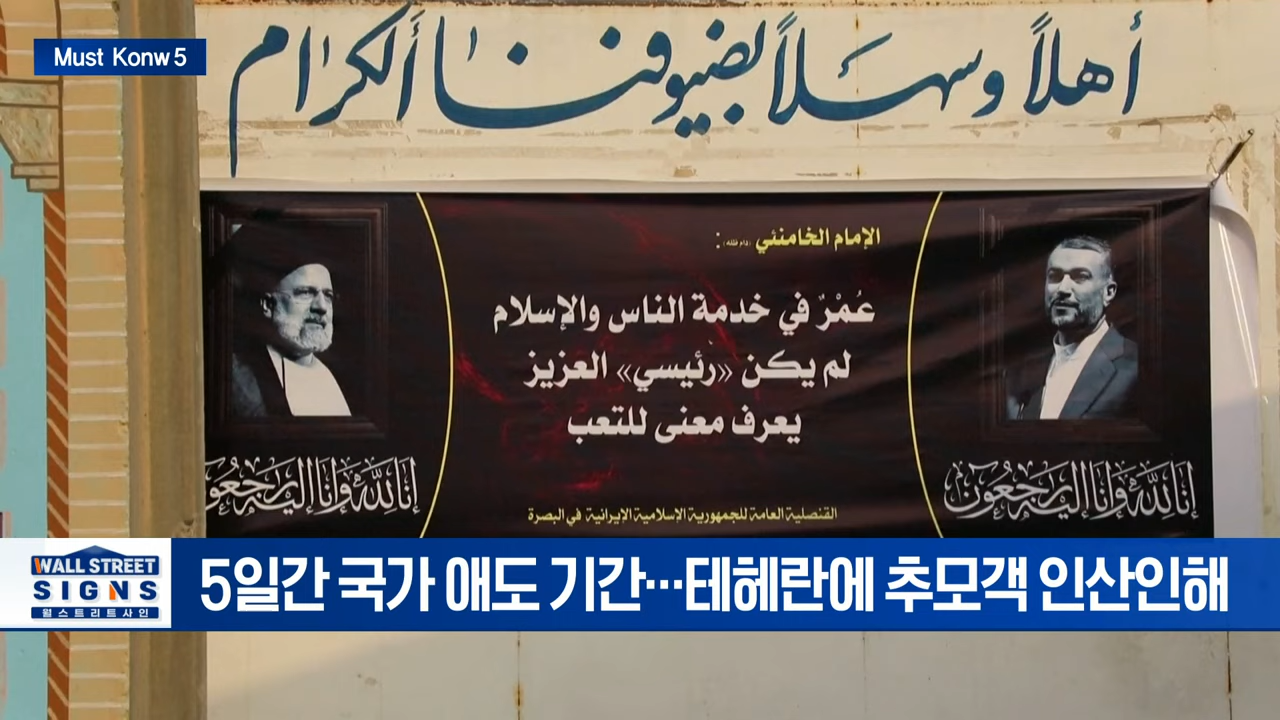 Must Konw 5
أهلاً وسهلاً بضيوفنا الكرام
الإمام الخامنئي (دام ظله):
عُمْرٌ في خدمة الناس والإسلام
لم يكن «رئيسي» العزيز
يعرف معنى للتعب
إنا لله وإنا إليه راجعون
إنا لله وإنا إليه راجعون
القنصلية العامة للجمهورية الإسلامية الإيرانية في البصرة
WALL STREET
SIGNS
월스트리트사인
5일간 국가 애도 기간…테헤란에 추모객 인산인해